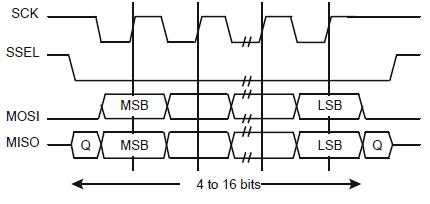 SCK
SSEL
MOSI MSB LSB
MISO Q MSB LSB Q
4 to 16 bits